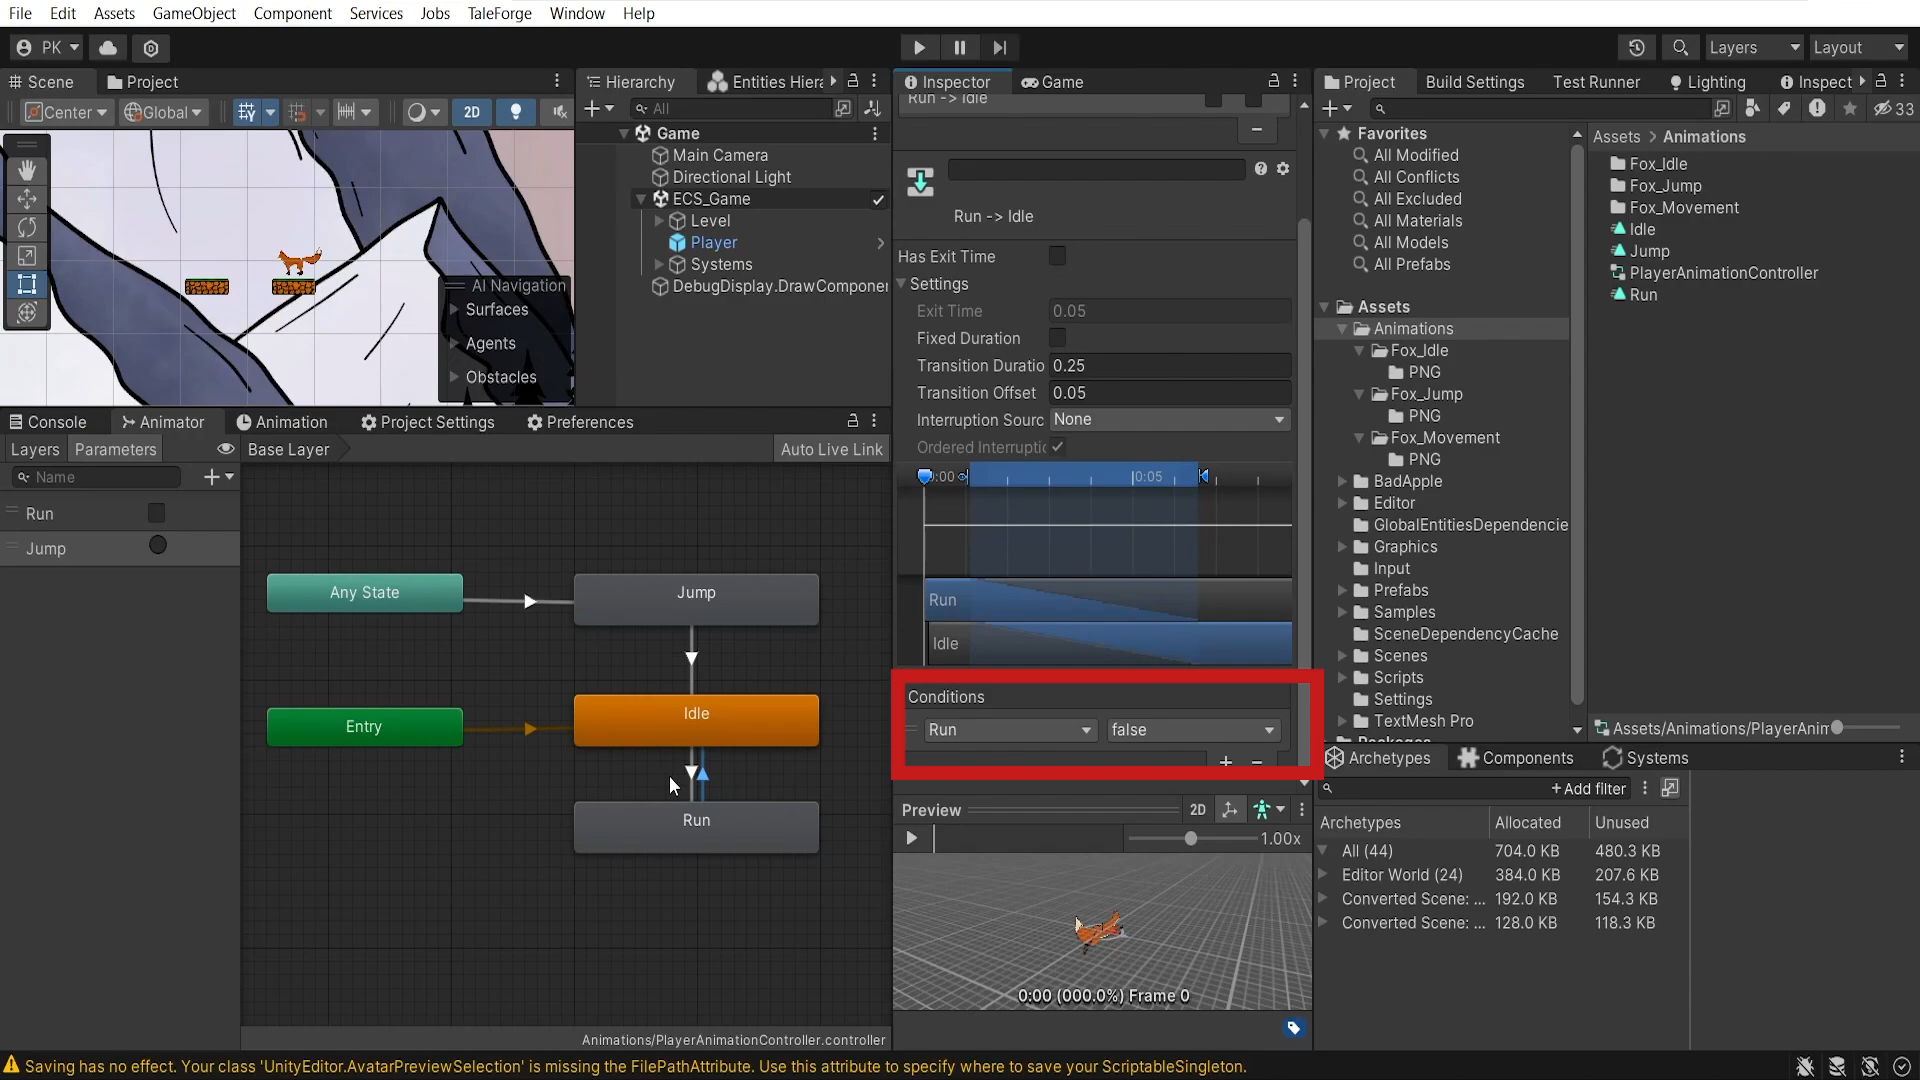 File Edit Assets GameObject Component Services Jobs TaleForge Window Help
PK Layers Layout
Scene Project
Center Global 2D
AI Navigation
Surfaces
Agents
Obstacles
Hierarchy Entities Hiera
All
Game
Main Camera
Directional Light
ECS_Game
Level
Player
Systems
DebugDisplay.DrawComponen
Inspector Game
Run -> Idle
Run -> Idle
Has Exit Time
Settings
Exit Time 0.05
Fixed Duration
Transition Duratio 0.25
Transition Offset 0.05
Interruption Sourc None
Ordered Interruptic
0:00 0:05
Run
Idle
Conditions
Run false
Preview 2D
1.00x
0:00 (000.0%) Frame 0
Project Build Settings Test Runner Lighting Inspect
33
Favorites
All Modified
All Conflicts
All Excluded
All Materials
All Models
All Prefabs
Assets
Animations
Fox_Idle
PNG
Fox_Jump
PNG
Fox_Movement
PNG
BadApple
Editor
GlobalEntitiesDependencie
Graphics
Input
Prefabs
Samples
SceneDependencyCache
Scenes
Scripts
Settings
TextMesh Pro
Packages
Assets > Animations
Fox_Idle
Fox_Jump
Fox_Movement
Idle
Jump
PlayerAnimationController
Run
Assets/Animations/PlayerAnim
Console Animator Animation Project Settings Preferences
Layers Parameters Base Layer Auto Live Link
Name
Run
Jump
Any State Jump
Entry Idle
Run
Animations/PlayerAnimationController.controller
Archetypes Components Systems
+ Add filter
Archetypes Allocated Unused
All (44) 704.0 KB 480.3 KB
Editor World (24) 384.0 KB 207.6 KB
Converted Scene: ... 192.0 KB 154.3 KB
Converted Scene: ... 128.0 KB 118.3 KB
Saving has no effect. Your class 'UnityEditor.AvatarPreviewSelection' is missing the FilePathAttribute. Use this attribute to specify where to save your ScriptableSingleton.